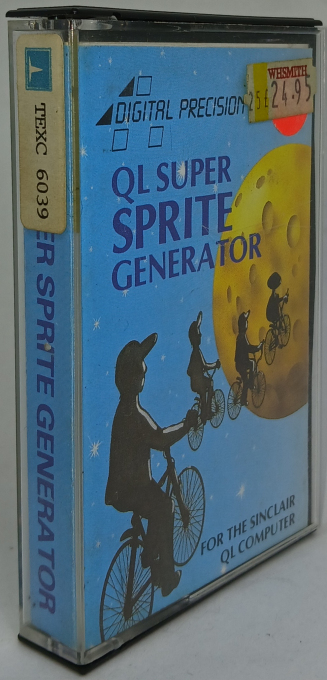 TEXC 6039
ER SPRITE GENERATOR
DIGITAL PRECISION
WHSMITH
£24.95
QL SUPER
SPRITE
GENERATOR
FOR THE SINCLAIR
QL COMPUTER